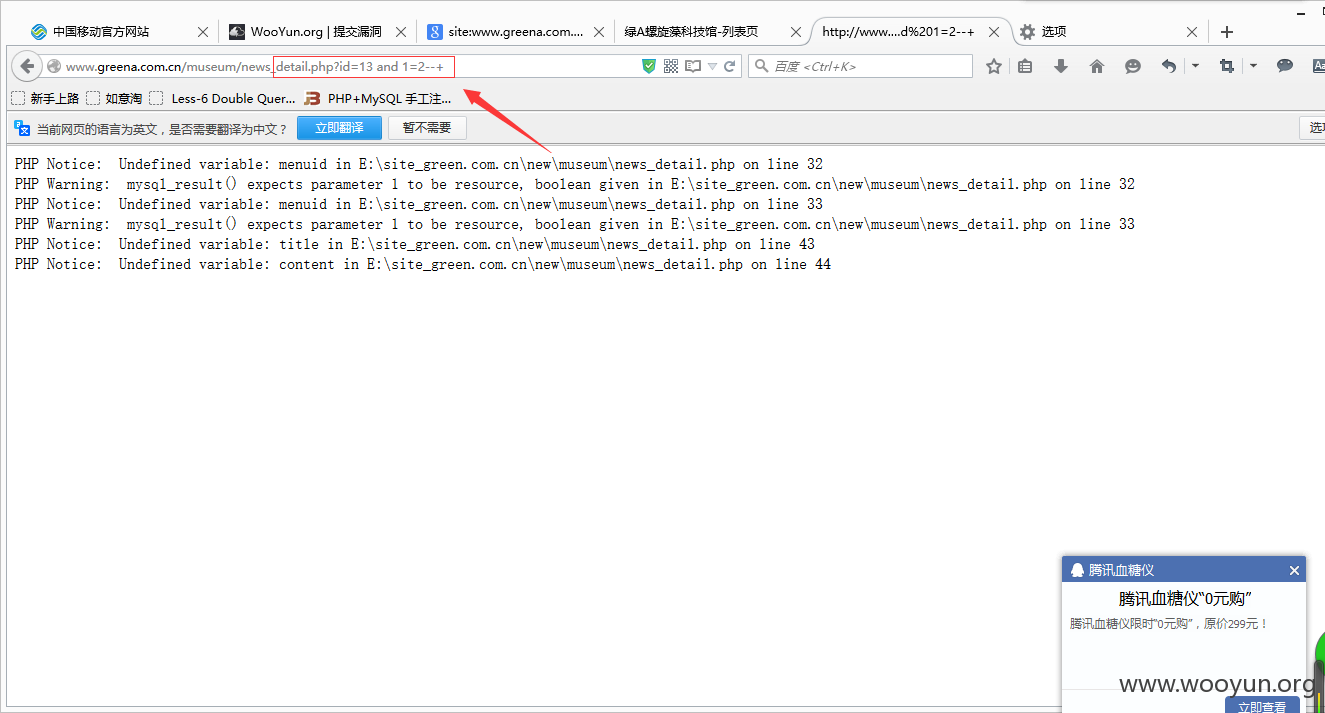 中国移动官方网站 WooYun.org | 提交漏洞 site:www.greena.com.... 绿A螺旋藻科技馆-列表页 http://www....d%201=2--+ 选项
www.greena.com.cn/museum/news_detail.php?id=13 and 1=2--+ 百度 <Ctrl+K>
新手上路 如意淘 Less-6 Double Quer... PHP+MySQL 手工注...
当前网页的语言为英文，是否需要翻译为中文？ 立即翻译 暂不需要
PHP Notice:  Undefined variable: menuid in E:\site_green.com.cn\new\museum\news_detail.php on line 32
PHP Warning:  mysql_result() expects parameter 1 to be resource, boolean given in E:\site_green.com.cn\new\museum\news_detail.php on line 32
PHP Notice:  Undefined variable: menuid in E:\site_green.com.cn\new\museum\news_detail.php on line 33
PHP Warning:  mysql_result() expects parameter 1 to be resource, boolean given in E:\site_green.com.cn\new\museum\news_detail.php on line 33
PHP Notice:  Undefined variable: title in E:\site_green.com.cn\new\museum\news_detail.php on line 43
PHP Notice:  Undefined variable: content in E:\site_green.com.cn\new\museum\news_detail.php on line 44
腾讯血糖仪
腾讯血糖仪“0元购”
腾讯血糖仪限时“0元购”，原价299元！
www.wooyun.org
立即查看